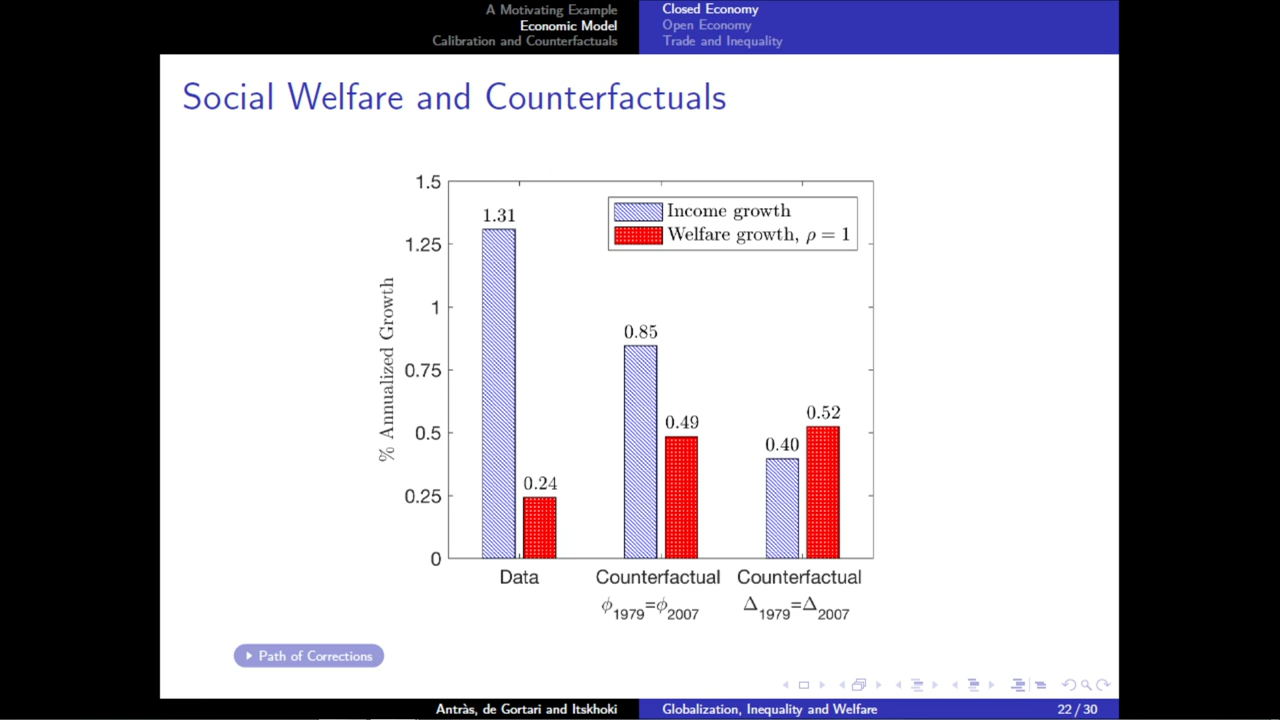 A Motivating Example
Economic Model
Calibration and Counterfactuals
Closed Economy
Open Economy
Trade and Inequality
Social Welfare and Counterfactuals
1.5
1.25
1
0.75
0.5
0.25
0
% Annualized Growth
Income growth
Welfare growth, ρ = 1
1.31
0.24
0.85
0.49
0.40
0.52
Data
Counterfactual
ϕ1979=ϕ2007
Counterfactual
Δ1979=Δ2007
Path of Corrections
Antràs, de Gortari and Itskhoki
Globalization, Inequality and Welfare
22 / 30